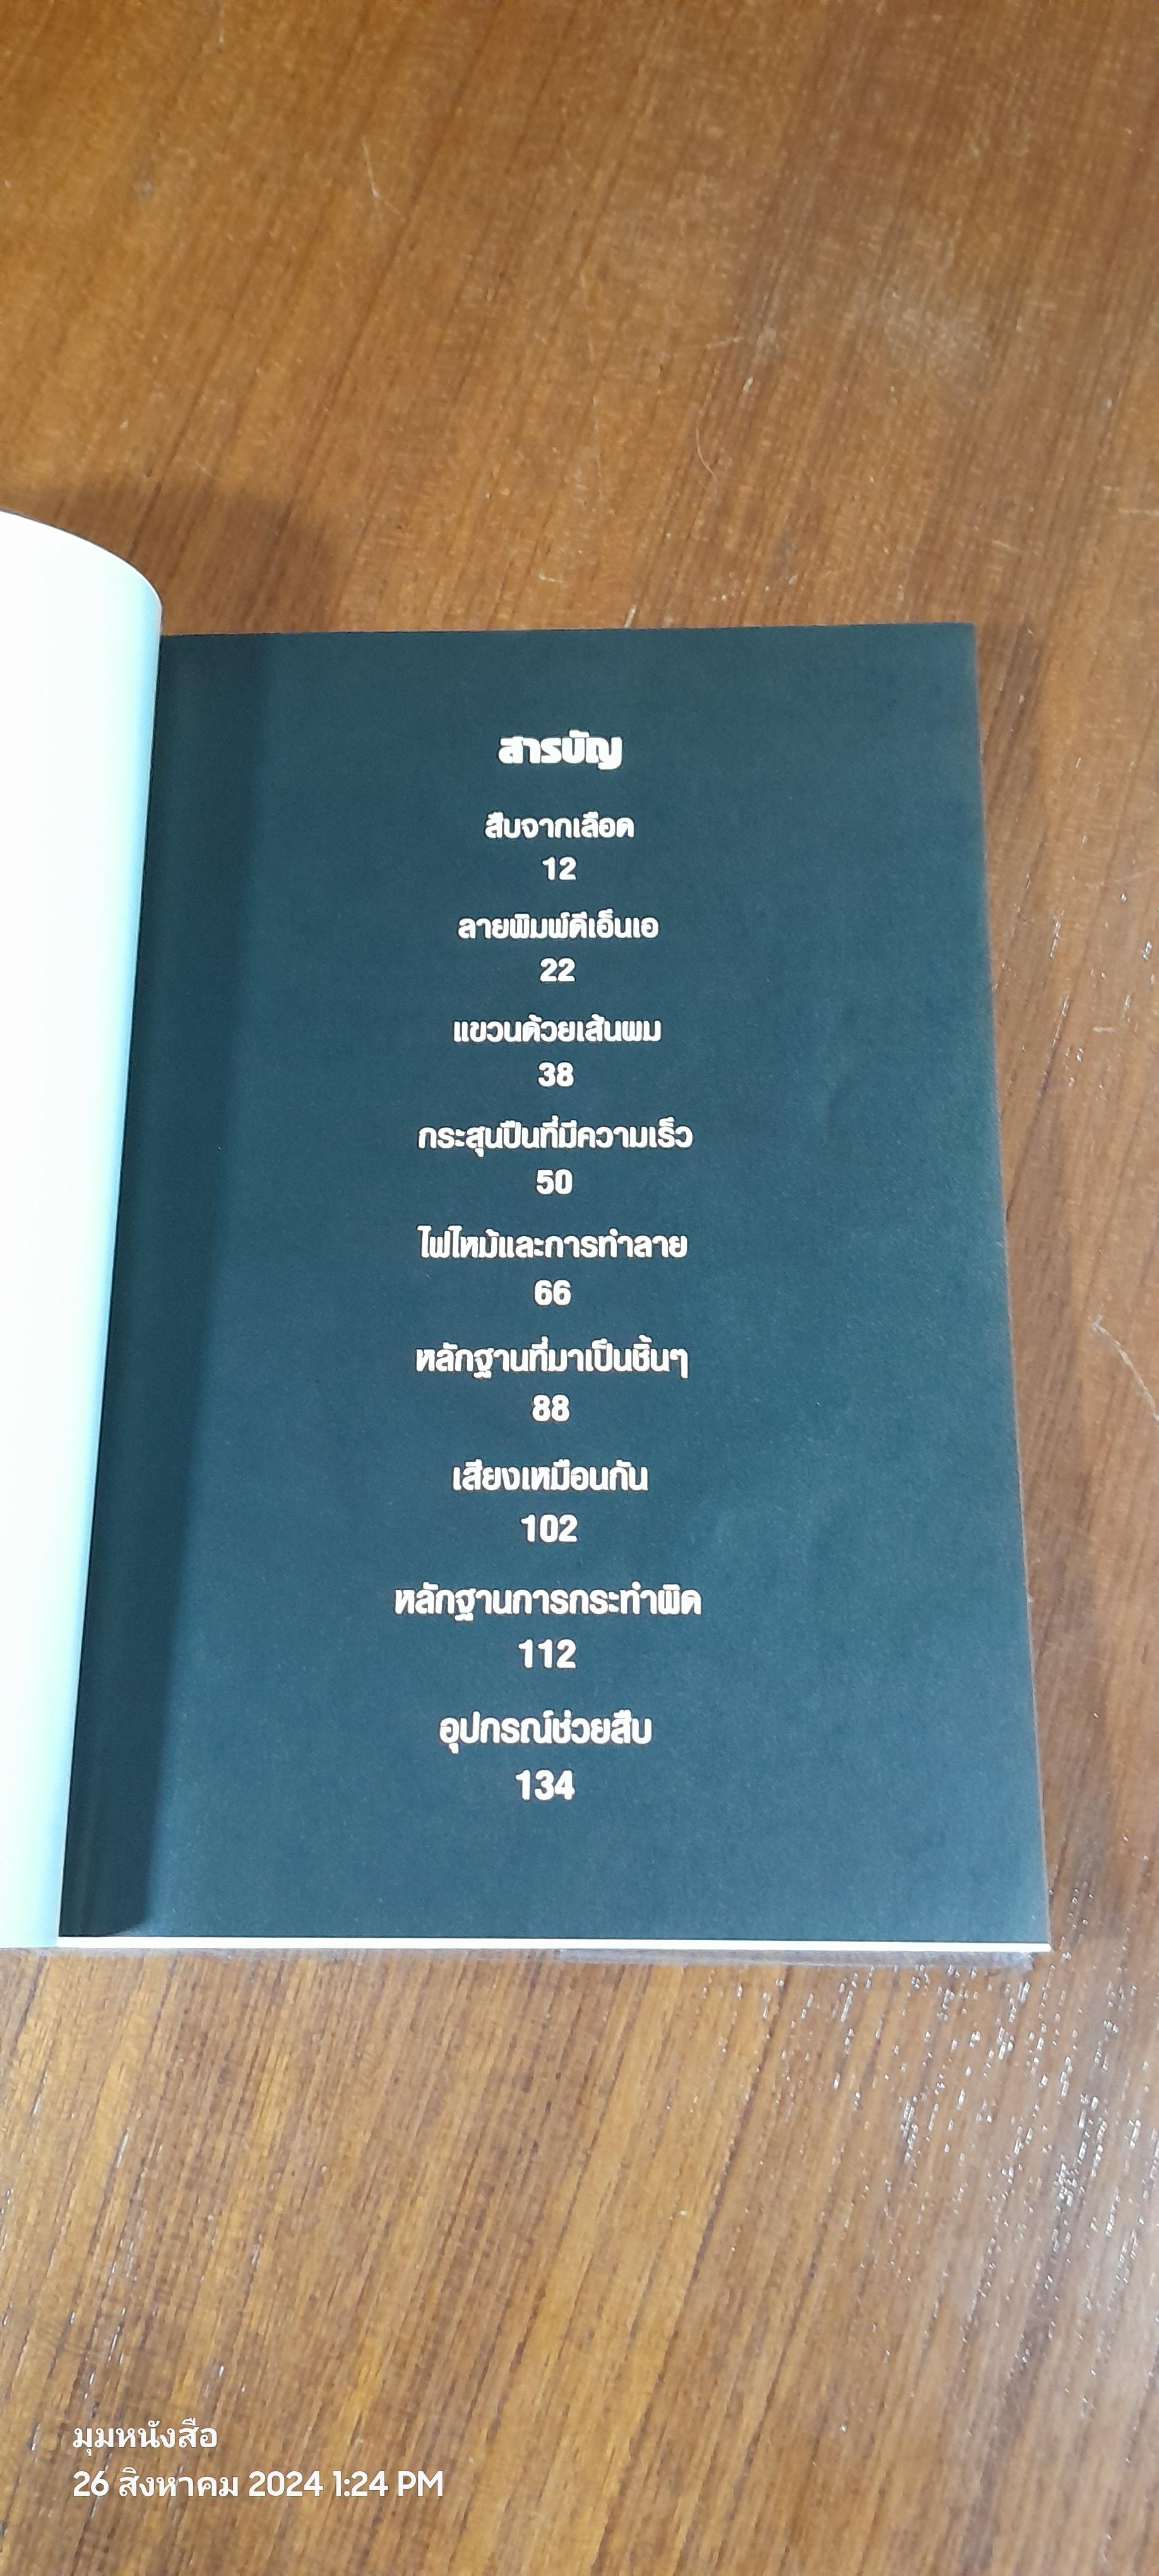 สารบัญ
สืบจากเลือด
12
ลายพิมพ์ดีเอ็นเอ
22
แขวนด้วยเส้นผม
38
กระสุนปืนที่มีความเร็ว
50
ไฟไหม้และการทำลาย
66
หลักฐานที่มาเป็นชิ้นๆ
88
เสียงเหมือนกัน
102
หลักฐานการกระทำผิด
112
อุปกรณ์ช่วยสืบ
134
มุมหนังสือ
26 สิงหาคม 2024 1:24 PM